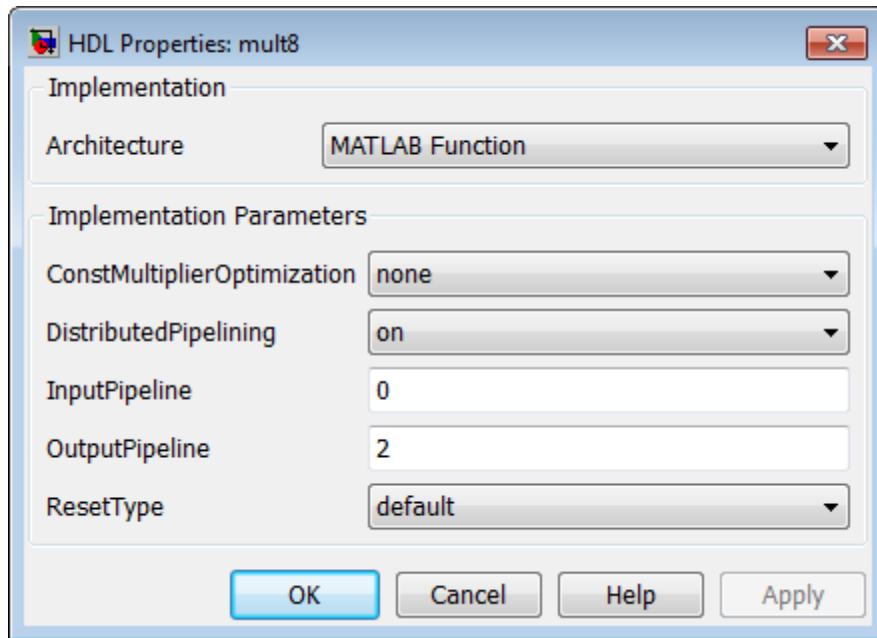 HDL Properties: mult8
Implementation
Architecture MATLAB Function
Implementation Parameters
ConstMultiplierOptimization none
DistributedPipelining on
InputPipeline 0
OutputPipeline 2
ResetType default
OK Cancel Help Apply